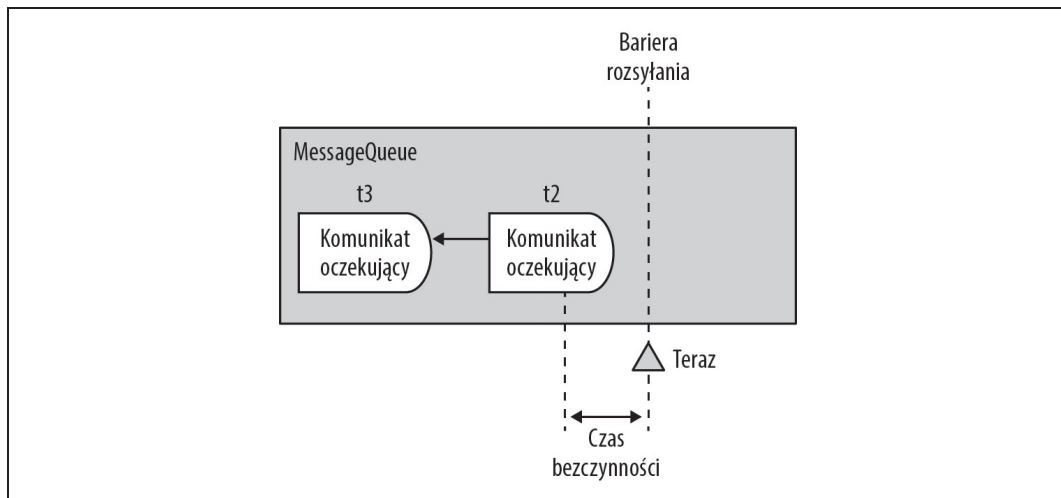 Bariera
rozsyłania
MessageQueue
t3
t2
Komunikat
oczekujący
Komunikat
oczekujący
Teraz
Czas
bezczynności